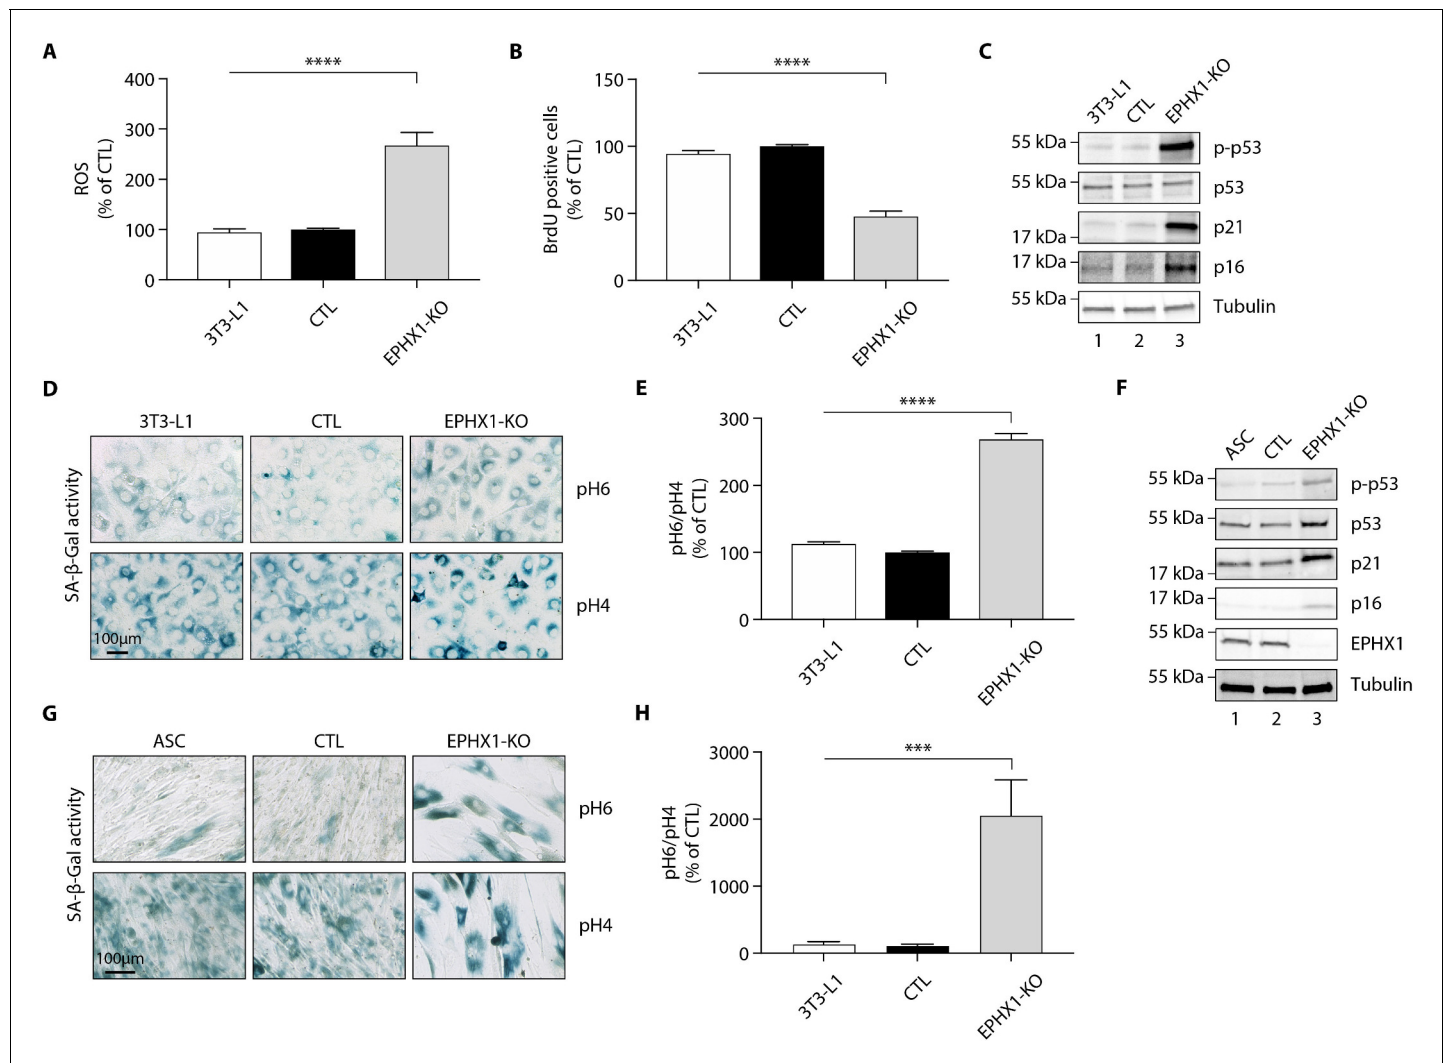 A
ROS
(% of CTL)
400
300
200
100
0
****
3T3-L1
CTL
EPHX1-KO
B
BrdU positive cells
(% of CTL)
150
100
50
0
****
3T3-L1
CTL
EPHX1-KO
C
3T3-L1
CTL
EPHX1-KO
55 kDa
p-p53
55 kDa
p53
17 kDa
p21
17 kDa
p16
55 kDa
Tubulin
1 2 3
D
3T3-L1 CTL EPHX1-KO
SA-β-Gal activity
pH6
pH4
100μm
E
pH6/pH4
(% of CTL)
300
200
100
0
****
3T3-L1
CTL
EPHX1-KO
F
ASC
CTL
EPHX1-KO
55 kDa
p-p53
55 kDa
p53
17 kDa
p21
17 kDa
p16
55 kDa
EPHX1
55 kDa
Tubulin
1 2 3
G
ASC CTL EPHX1-KO
SA-β-Gal activity
pH6
pH4
100μm
H
pH6/pH4
(% of CTL)
3000
2000
1000
0
***
3T3-L1
CTL
EPHX1-KO